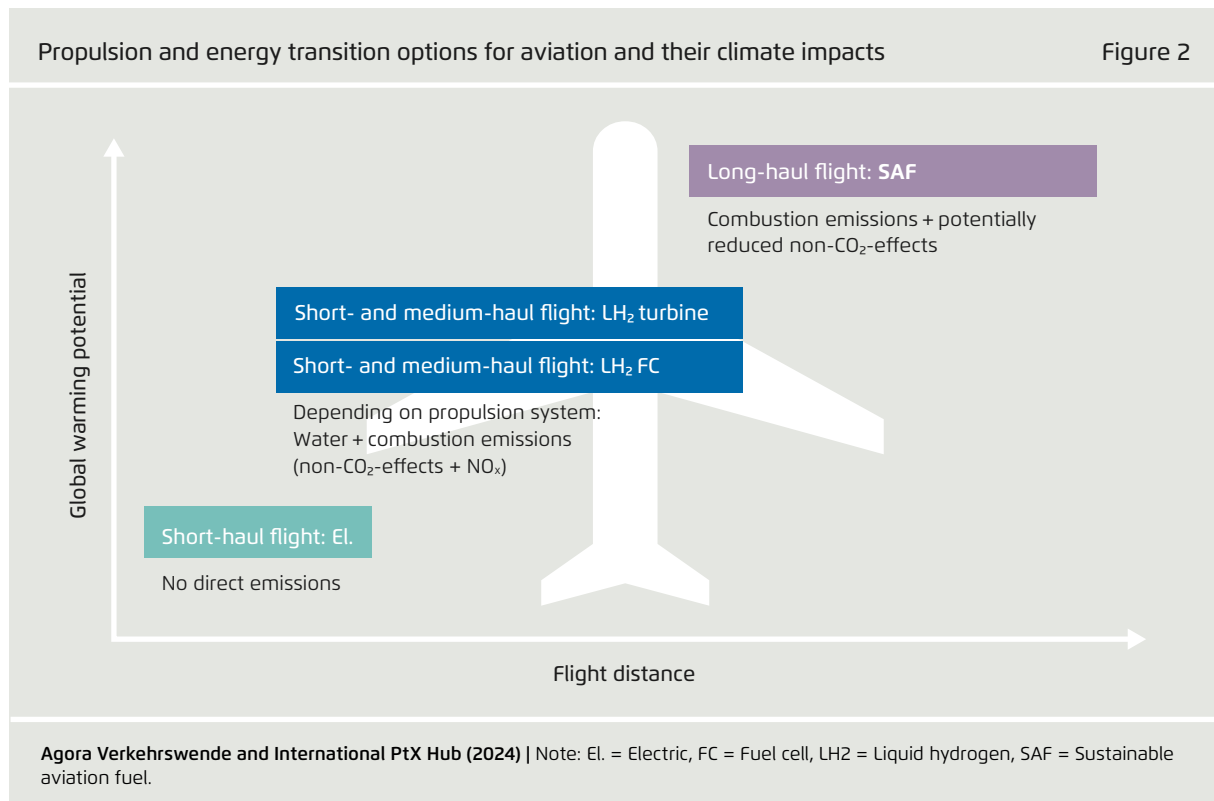 Propulsion and energy transition options for aviation and their climate impacts
Figure 2
Global warming potential
Long-haul flight: SAF
Combustion emissions + potentially
reduced non-CO₂-effects
Short- and medium-haul flight: LH₂ turbine
Short- and medium-haul flight: LH₂ FC
Depending on propulsion system:
Water + combustion emissions
(non-CO₂-effects + NOₓ)
Short-haul flight: El.
No direct emissions
Flight distance
Agora Verkehrswende and International PtX Hub (2024) | Note: El. = Electric, FC = Fuel cell, LH2 = Liquid hydrogen, SAF = Sustainable
aviation fuel.